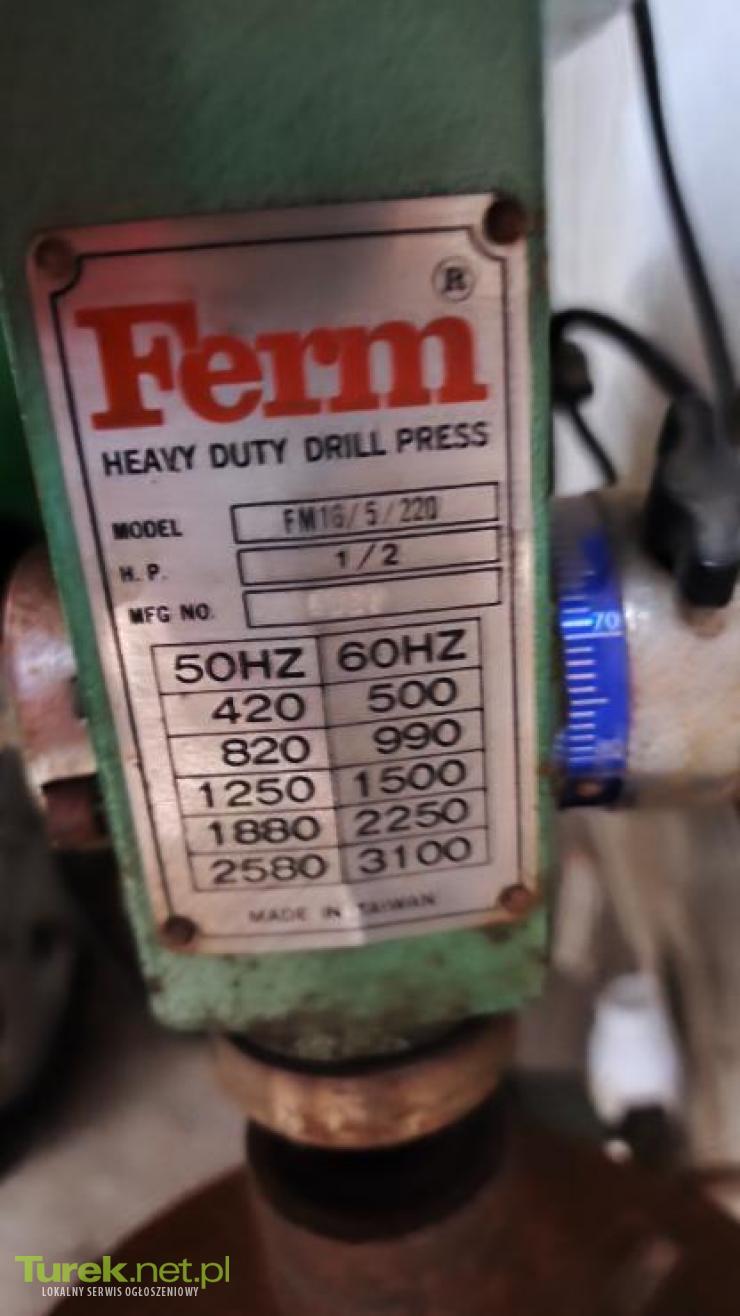 ®
Ferm
HEAVY DUTY DRILL PRESS
MODEL FM16/5/220
H. P. 1/2
MFG NO.
50HZ 60HZ
420 500
820 990
1250 1500
1880 2250
2580 3100
MADE IN TAIWAN
70
Turek.net.pl
LOKALNY SERWIS OGŁOSZENIOWY